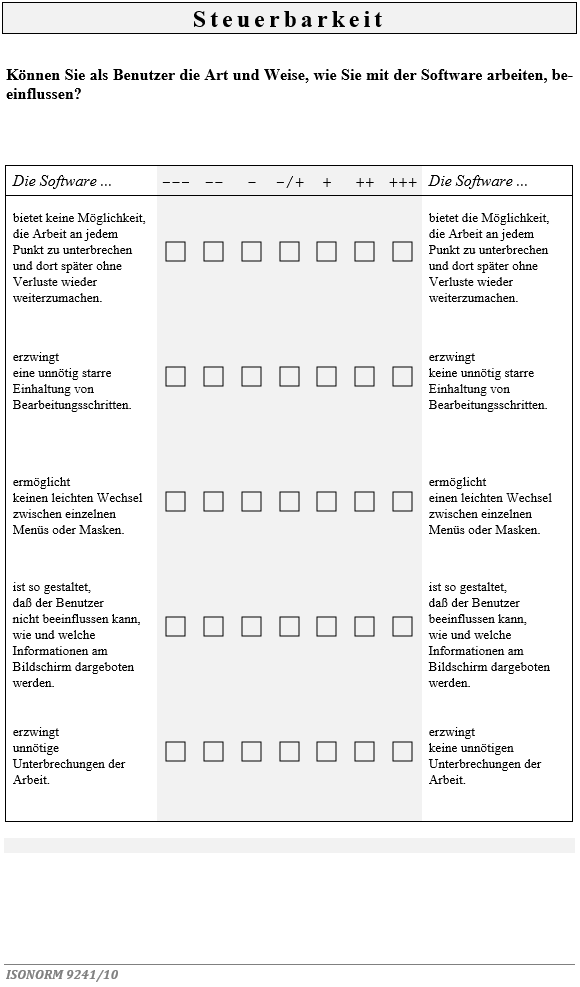 Steuerbarkeit
Können Sie als Benutzer die Art und Weise, wie Sie mit der Software arbeiten, be-
einflussen?
Die Software ... --- -- - -/+ + ++ +++ Die Software ...
bietet keine Möglichkeit,
die Arbeit an jedem
Punkt zu unterbrechen
und dort später ohne
Verluste wieder
weiterzumachen.
bietet die Möglichkeit,
die Arbeit an jedem
Punkt zu unterbrechen
und dort später ohne
Verluste wieder
weiterzumachen.
erzwingt
eine unnötig starre
Einhaltung von
Bearbeitungsschritten.
erzwingt
keine unnötig starre
Einhaltung von
Bearbeitungsschritten.
ermöglicht
keinen leichten Wechsel
zwischen einzelnen
Menüs oder Masken.
ermöglicht
einen leichten Wechsel
zwischen einzelnen
Menüs oder Masken.
ist so gestaltet,
daß der Benutzer
nicht beeinflussen kann,
wie und welche
Informationen am
Bildschirm dargeboten
werden.
ist so gestaltet,
daß der Benutzer
beeinflussen kann,
wie und welche
Informationen am
Bildschirm dargeboten
werden.
erzwingt
unnötige
Unterbrechungen der
Arbeit.
erzwingt
keine unnötigen
Unterbrechungen der
Arbeit.
ISONORM 9241/10